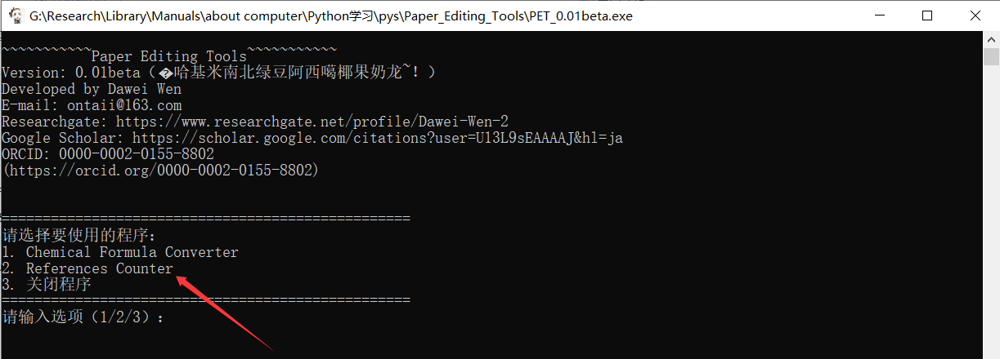 G:\Research\Library\Manuals\about computer\Python学习\pys\Paper_Editing_Tools\PET_0.01beta.exe
~~~~~~~~~~~Paper Editing Tools~~~~~~~~~~~
Version: 0.01beta（�哈基米南北绿豆阿西噶椰果奶龙~！）
Developed by Dawei Wen
E-mail: ontaii@163.com
Researchgate: https://www.researchgate.net/profile/Dawei-Wen-2
Google Scholar: https://scholar.google.com/citations?user=U13L9sEAAAAJ&hl=ja
ORCID: 0000-0002-0155-8802
(https://orcid.org/0000-0002-0155-8802)
==================================================
请选择要使用的程序：
1. Chemical Formula Converter
2. References Counter
3. 关闭程序
==================================================
请输入选项（1/2/3）：